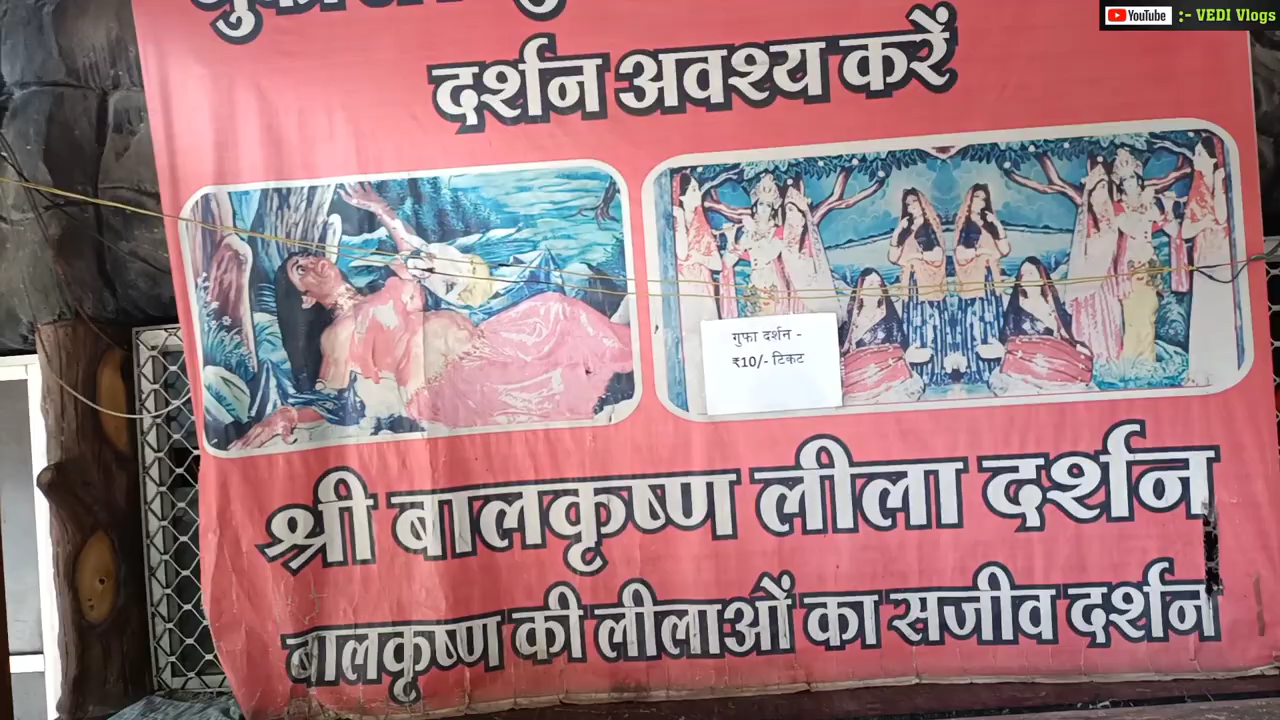 YouTube :- VEDI Vlogs
दर्शन अवश्य करें
गुफा दर्शन -
₹10/- टिकट
श्री बालकृष्ण लीला दर्शन
बालकृष्ण की लीलाओं का सजीव दर्शन